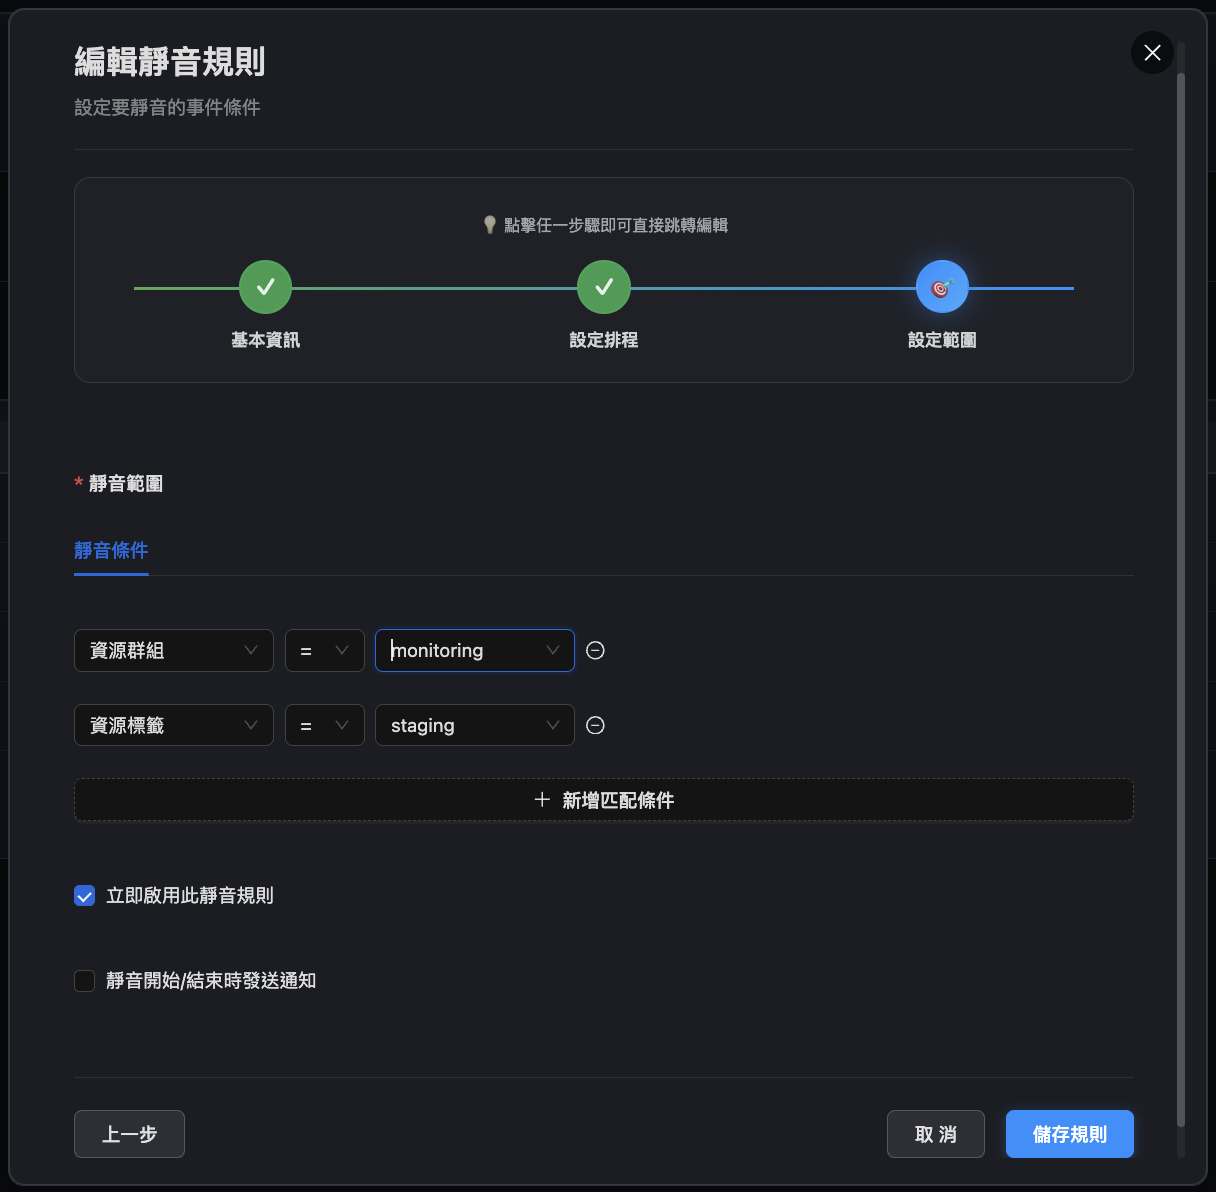 編輯靜音規則
設定要靜音的事件條件
點擊任一步驟即可直接跳轉編輯
基本資訊
設定排程
設定範圍
* 靜音範圍
靜音條件
資源群組 = monitoring
資源標籤 = staging
新增匹配條件
立即啟用此靜音規則
靜音開始/結束時發送通知
上一步
取 消
儲存規則